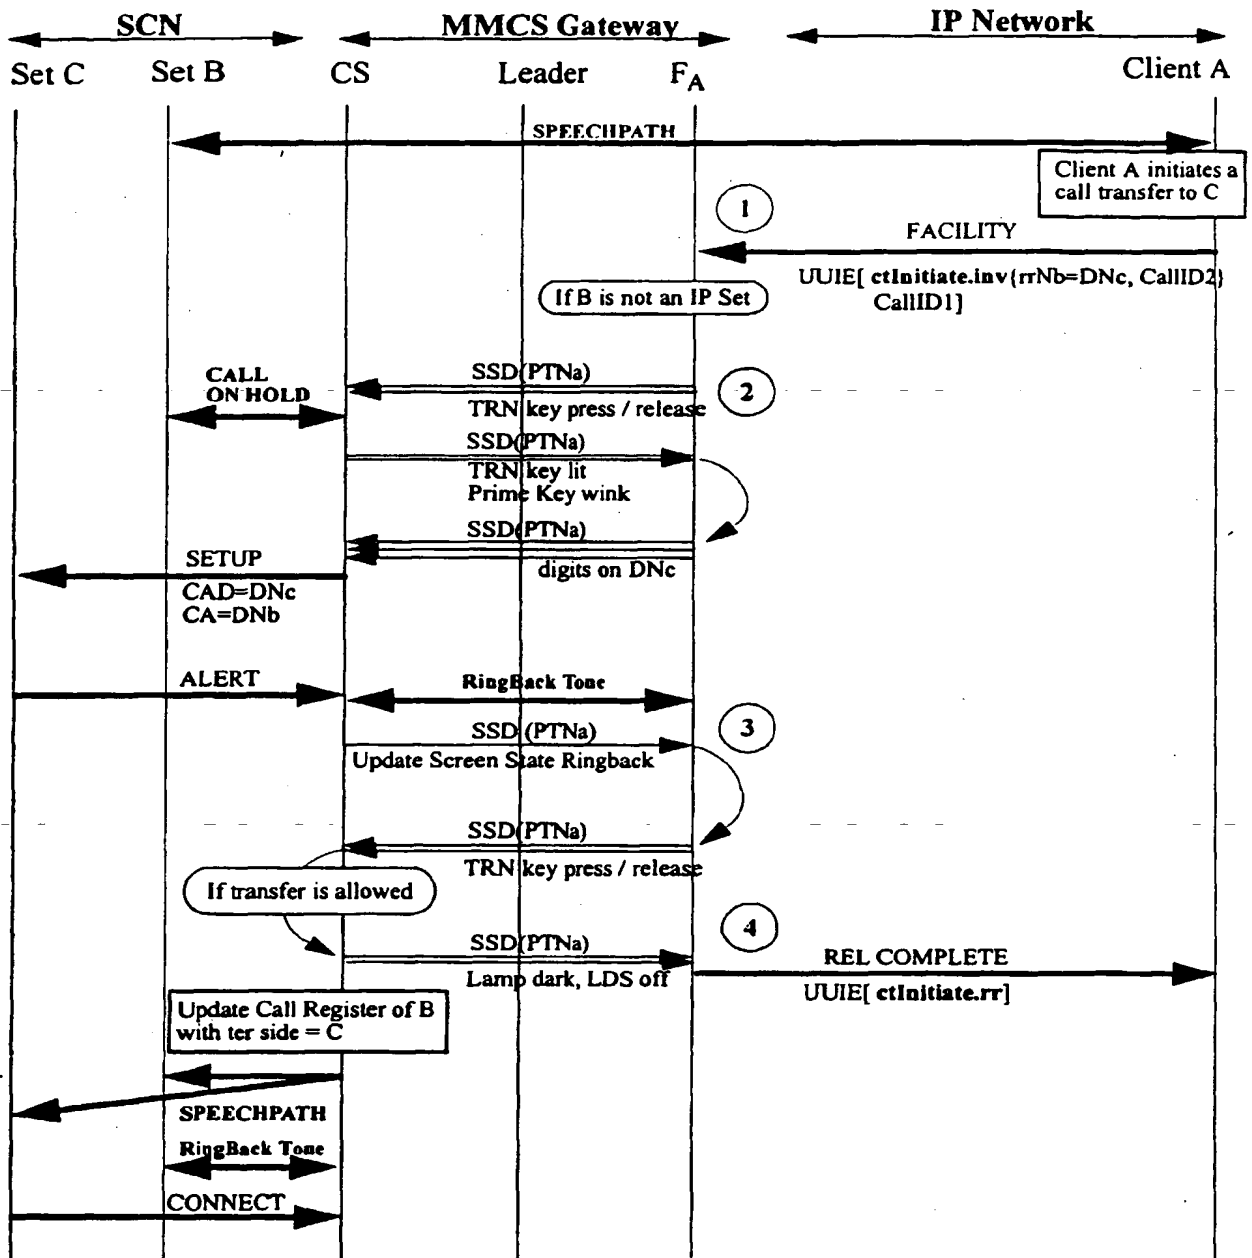 SCN MMCS Gateway IP Network
Set C Set B CS Leader FA Client A
SPEECHPATH
Client A initiates a
call transfer to C
1
FACILITY
UUIE[ ctInitiate.inv{rrNb=DNc, CallID2}
CallID1]
If B is not an IP Set
SSD(PTNa)
2
CALL
ON HOLD
TRN key press / release
SSD(PTNa)
TRN key lit
Prime Key wink
SSD(PTNa)
digits on DNc
SETUP
CAD=DNc
CA=DNb
ALERT
RingBack Tone
3
SSD (PTNa)
Update Screen State Ringback
SSD(PTNa)
TRN key press / release
If transfer is allowed
4
SSD(PTNa)
Lamp dark, LDS off
REL COMPLETE
UUIE[ ctInitiate.rr]
Update Call Register of B
with ter side = C
SPEECHPATH
RingBack Tone
CONNECT